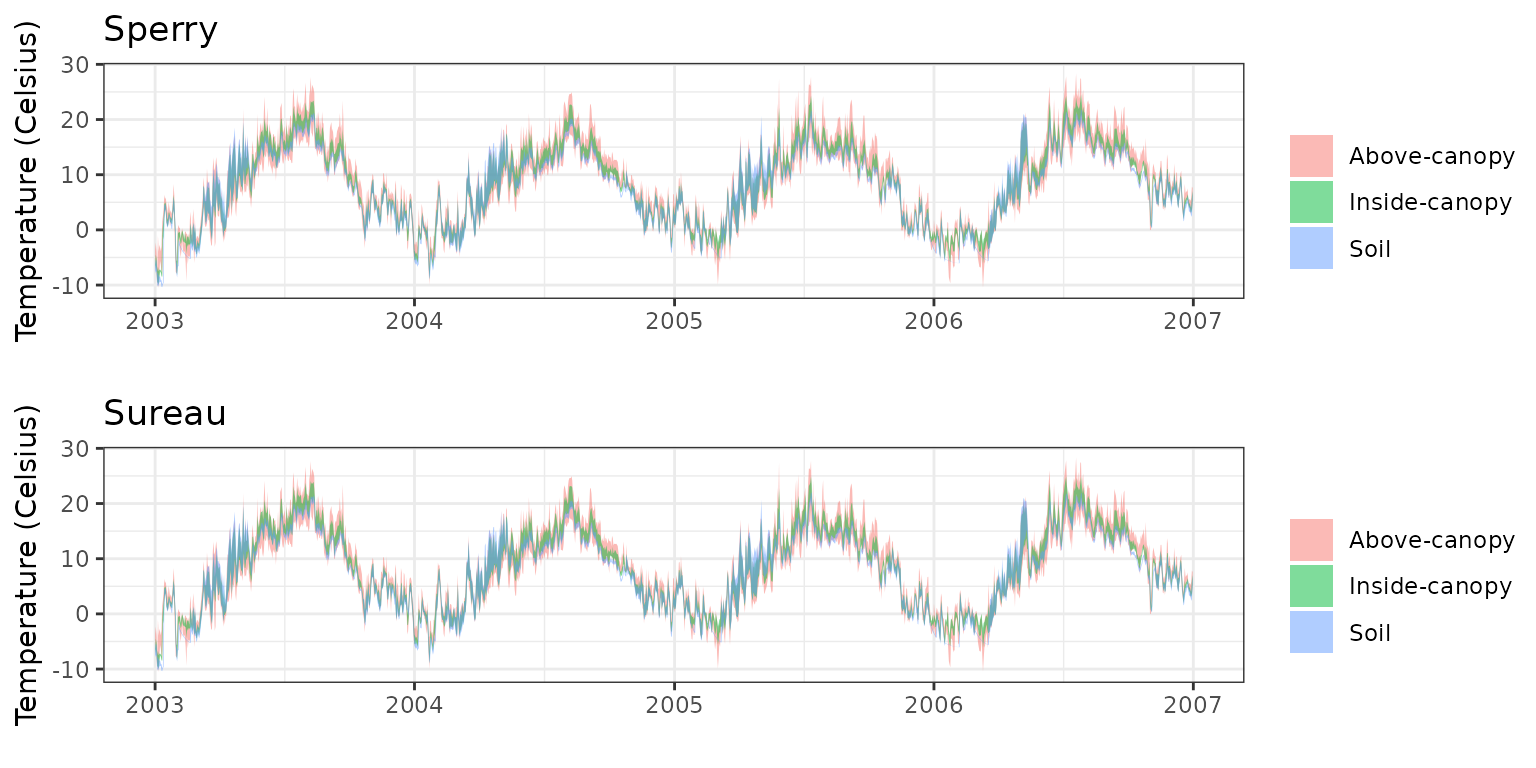 Sperry
Temperature (Celsius)
30
20
10
0
-10
2003 2004 2005 2006 2007
Above-canopy
Inside-canopy
Soil
Sureau
Temperature (Celsius)
30
20
10
0
-10
2003 2004 2005 2006 2007
Above-canopy
Inside-canopy
Soil